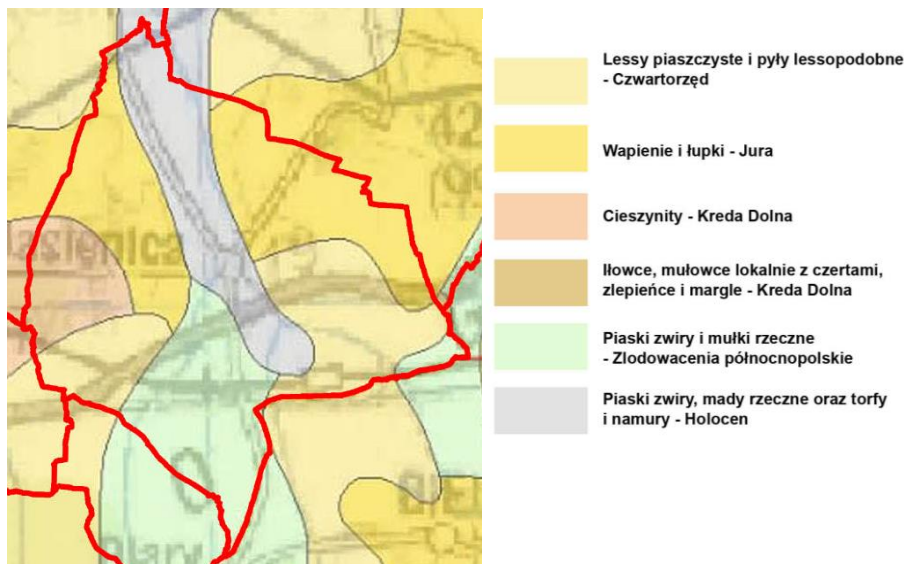 Lessy piaszczyste i pyły lessopodobne
- Czwartorzęd
Wapienie i łupki - Jura
Cieszynity - Kreda Dolna
Iłowce, mułowce lokalnie z czertami,
zlepieńce i margle - Kreda Dolna
Piaski zwiry i mułki rzeczne
- Zlodowacenia północnopolskie
Piaski zwiry, mady rzeczne oraz torfy
i namury - Holocen